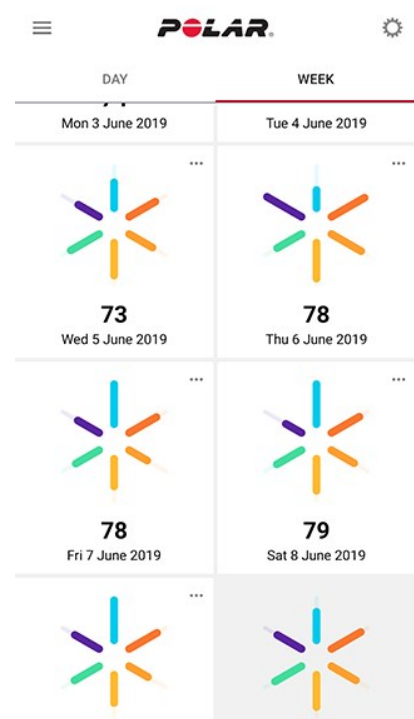 POLAR.
DAY WEEK
Mon 3 June 2019 Tue 4 June 2019
73 78
Wed 5 June 2019 Thu 6 June 2019
78 79
Fri 7 June 2019 Sat 8 June 2019